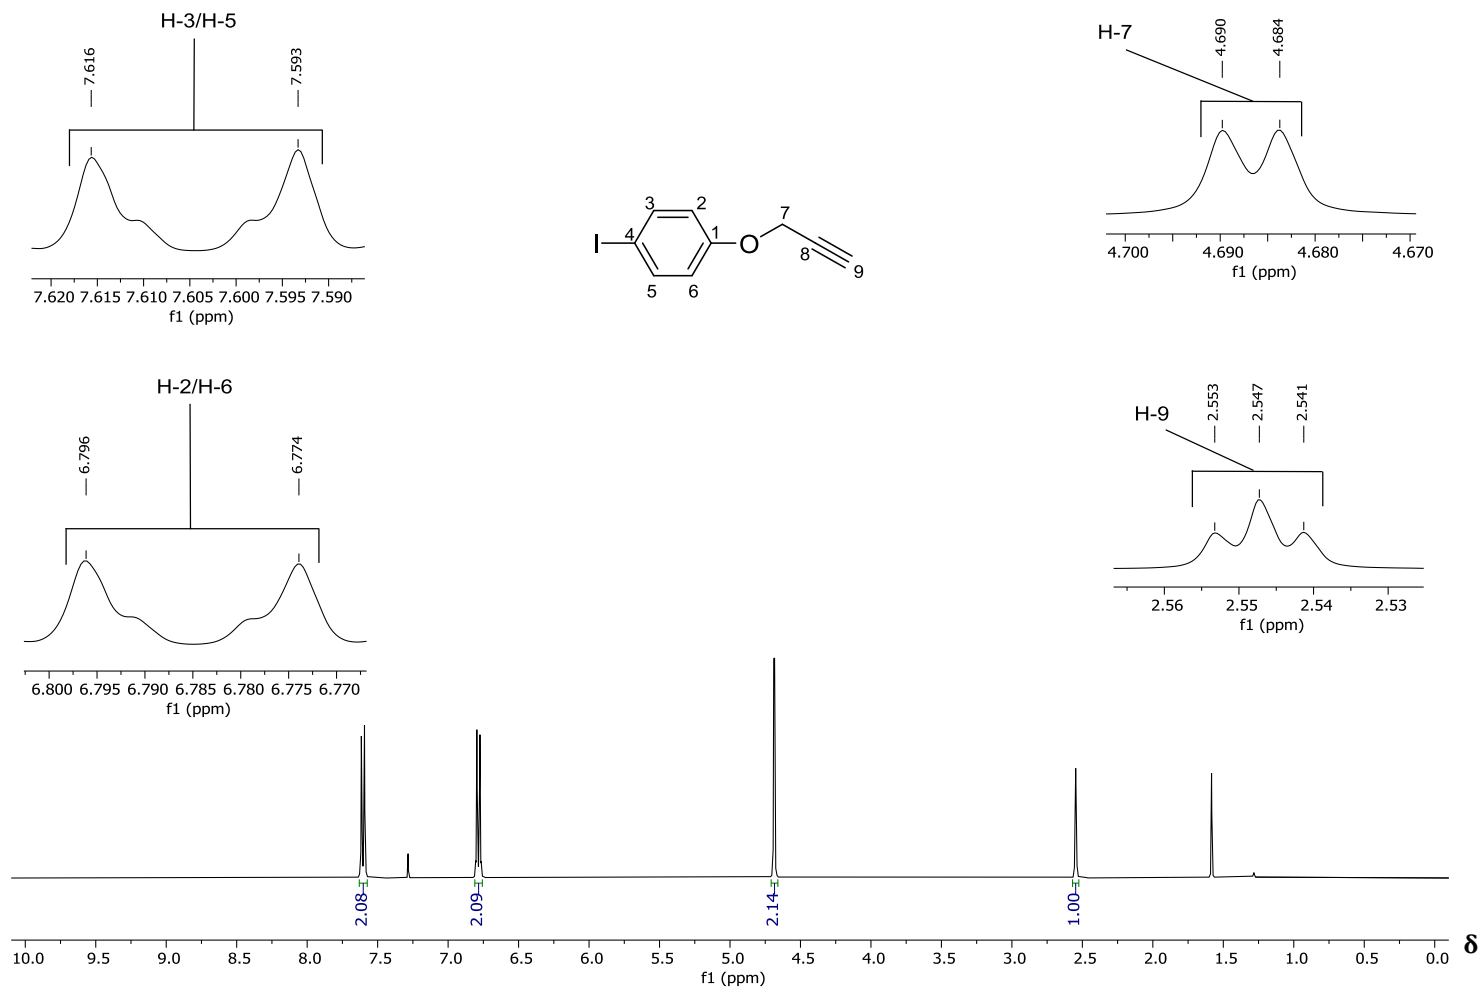 H-3/H-5
7.616
7.593
7.620 7.615 7.610 7.605 7.600 7.595 7.590
f1 (ppm)
H-7
4.690
4.684
4.700 4.690 4.680 4.670
f1 (ppm)
3 2 7
I 4 1 O 8 9
5 6
H-2/H-6
6.796
6.774
6.800 6.795 6.790 6.785 6.780 6.775 6.770
f1 (ppm)
H-9
2.553
2.547
2.541
2.56 2.55 2.54 2.53
f1 (ppm)
2.08
2.09
2.14
1.00
10.0 9.5 9.0 8.5 8.0 7.5 7.0 6.5 6.0 5.5 5.0 4.5 4.0 3.5 3.0 2.5 2.0 1.5 1.0 0.5 0.0
δ
f1 (ppm)